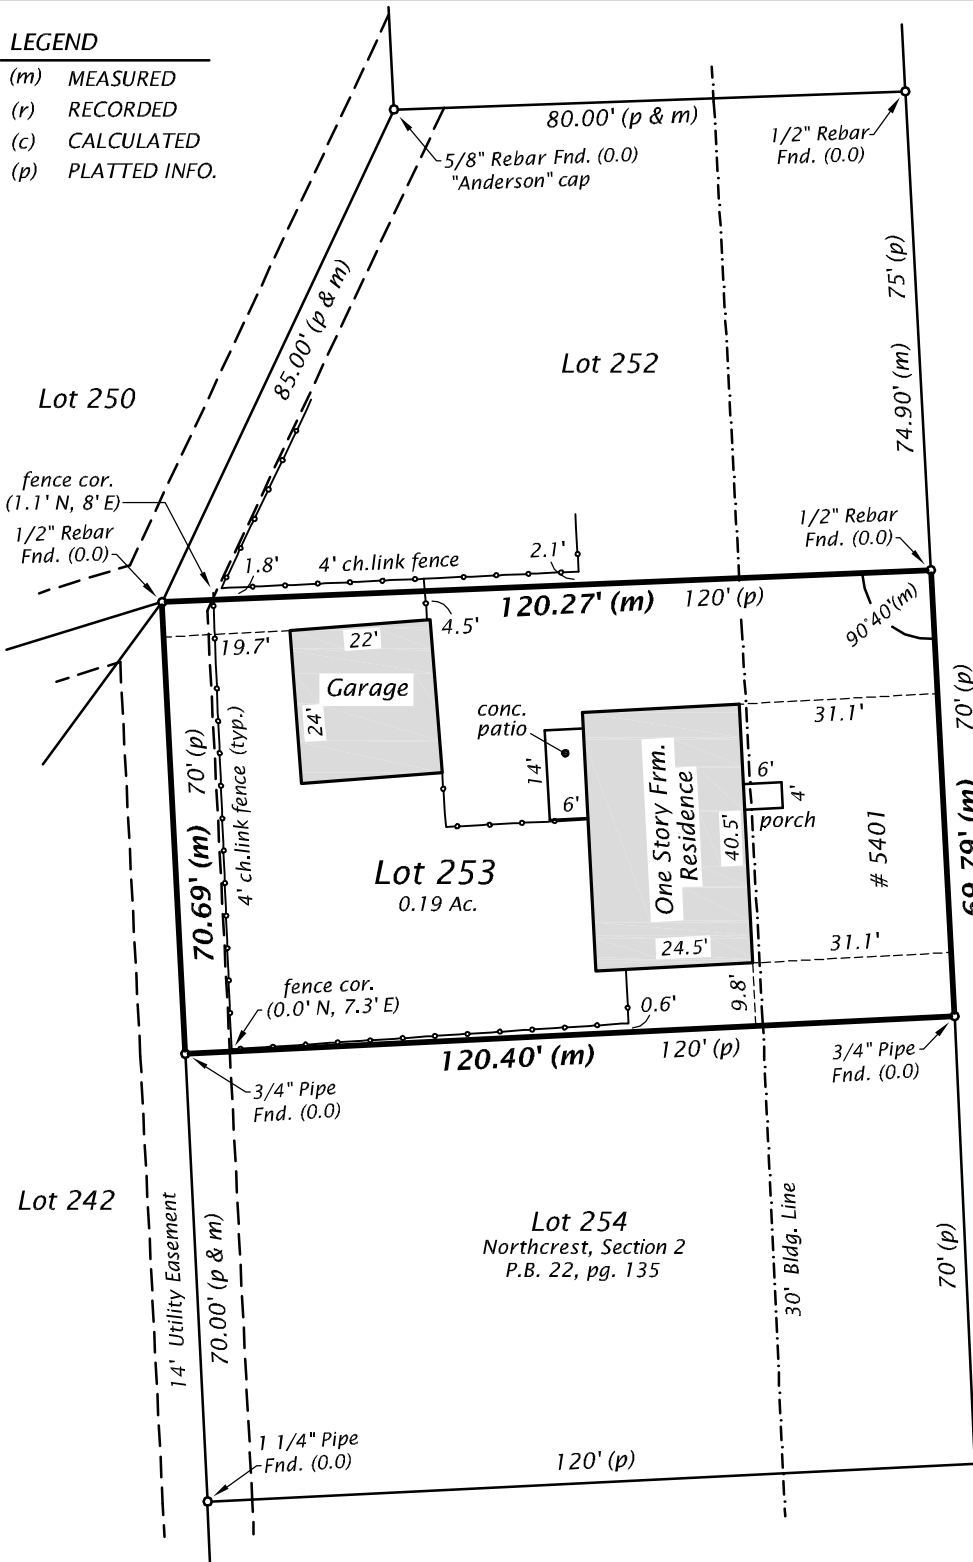 LEGEND
(m) MEASURED
(r) RECORDED
(c) CALCULATED
(p) PLATTED INFO.
80.00' (p & m)
5/8" Rebar Fnd. (0.0)
"Anderson" cap
1/2" Rebar
Fnd. (0.0)
75' (p)
74.90' (m)
85.00' (p & m)
Lot 252
Lot 250
fence cor.
(1.1' N, 8' E)
1/2" Rebar
Fnd. (0.0)
1/2" Rebar
Fnd. (0.0)
1.8'
4' ch.link fence
2.1'
120.27' (m)
120' (p)
90°40'(m)
19.7'
22'
4.5'
Garage
24'
conc.
patio
14'
6'
31.1'
70' (p)
69.79' (m)
70' (p)
70.69' (m)
4' ch.link fence (typ.)
One Story Frm.
Residence
40.5'
24.5'
6'
4'
porch
# 5401
Lot 253
0.19 Ac.
31.1'
9.8'
fence cor.
(0.0' N, 7.3' E)
0.6'
120.40' (m)
120' (p)
3/4" Pipe
Fnd. (0.0)
3/4" Pipe
Fnd. (0.0)
Lot 242
14' Utility Easement
70.00' (p & m)
Lot 254
Northcrest, Section 2
P.B. 22, pg. 135
30' Bldg. Line
70' (p)
1 1/4" Pipe
Fnd. (0.0)
120' (p)